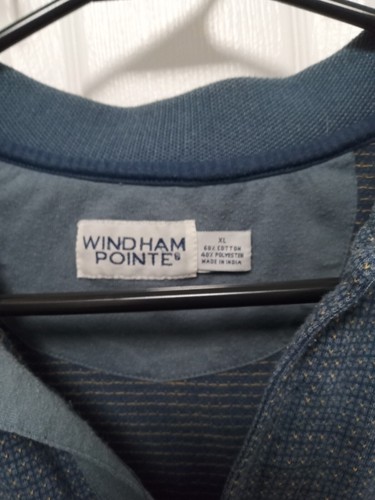 WINDHAM
POINTE
XL
60% COTTON
40% POLYESTER
MADE IN INDIA